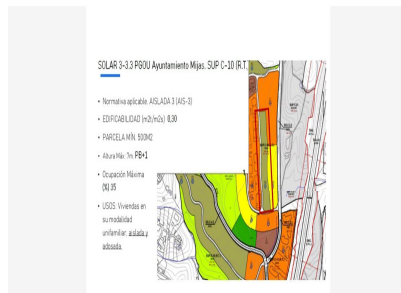 SOLAR 3-3.3 PGOU Ayuntamiento Mijas. SUP C-10 (R.T.
• Normativa aplicable: AISLADA 3 (AIS-3)
• EDIFICABILIDAD (m2t/m2s) 0,30
• PARCELA MÍN. 500M2
• Altura Máx: 7m. PB+1
• Ocupación Máxima
(%) 35
• USOS: Viviendas en
su modalidad
unifamiliar, aislada y
adosada.